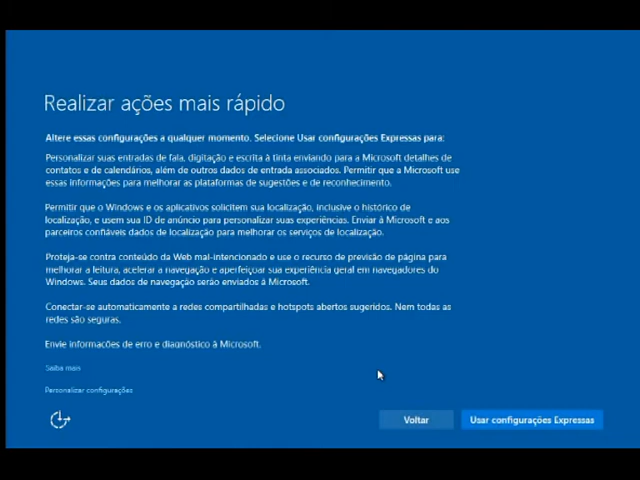 Realizar ações mais rápido
Altere essas configurações a qualquer momento. Selecione Usar configurações Expressas para:
Personalizar suas entradas de fala, digitação e escrita à tinta enviando para a Microsoft detalhes de
contatos e de calendários, além de outros dados de entrada associados. Permitir que a Microsoft use
essas informações para melhorar as plataformas de sugestões e de reconhecimento.
Permitir que o Windows e os aplicativos solicitem sua localização, inclusive o histórico de
localização, e usem sua ID de anúncio para personalizar suas experiências. Enviar à Microsoft e aos
parceiros confiáveis dados de localização para melhorar os serviços de localização.
Proteja-se contra conteúdo da Web mal-intencionado e use o recurso de previsão de página para
melhorar a leitura, acelerar a navegação e aperfeiçoar sua experiência geral em navegadores do
Windows. Seus dados de navegação serão enviados à Microsoft.
Conectar-se automaticamente a redes compartilhadas e hotspots abertos sugeridos. Nem todas as
redes são seguras.
Envie informações de erro e diagnóstico à Microsoft.
Saiba mais
Personalizar configurações
Voltar
Usar configurações Expressas